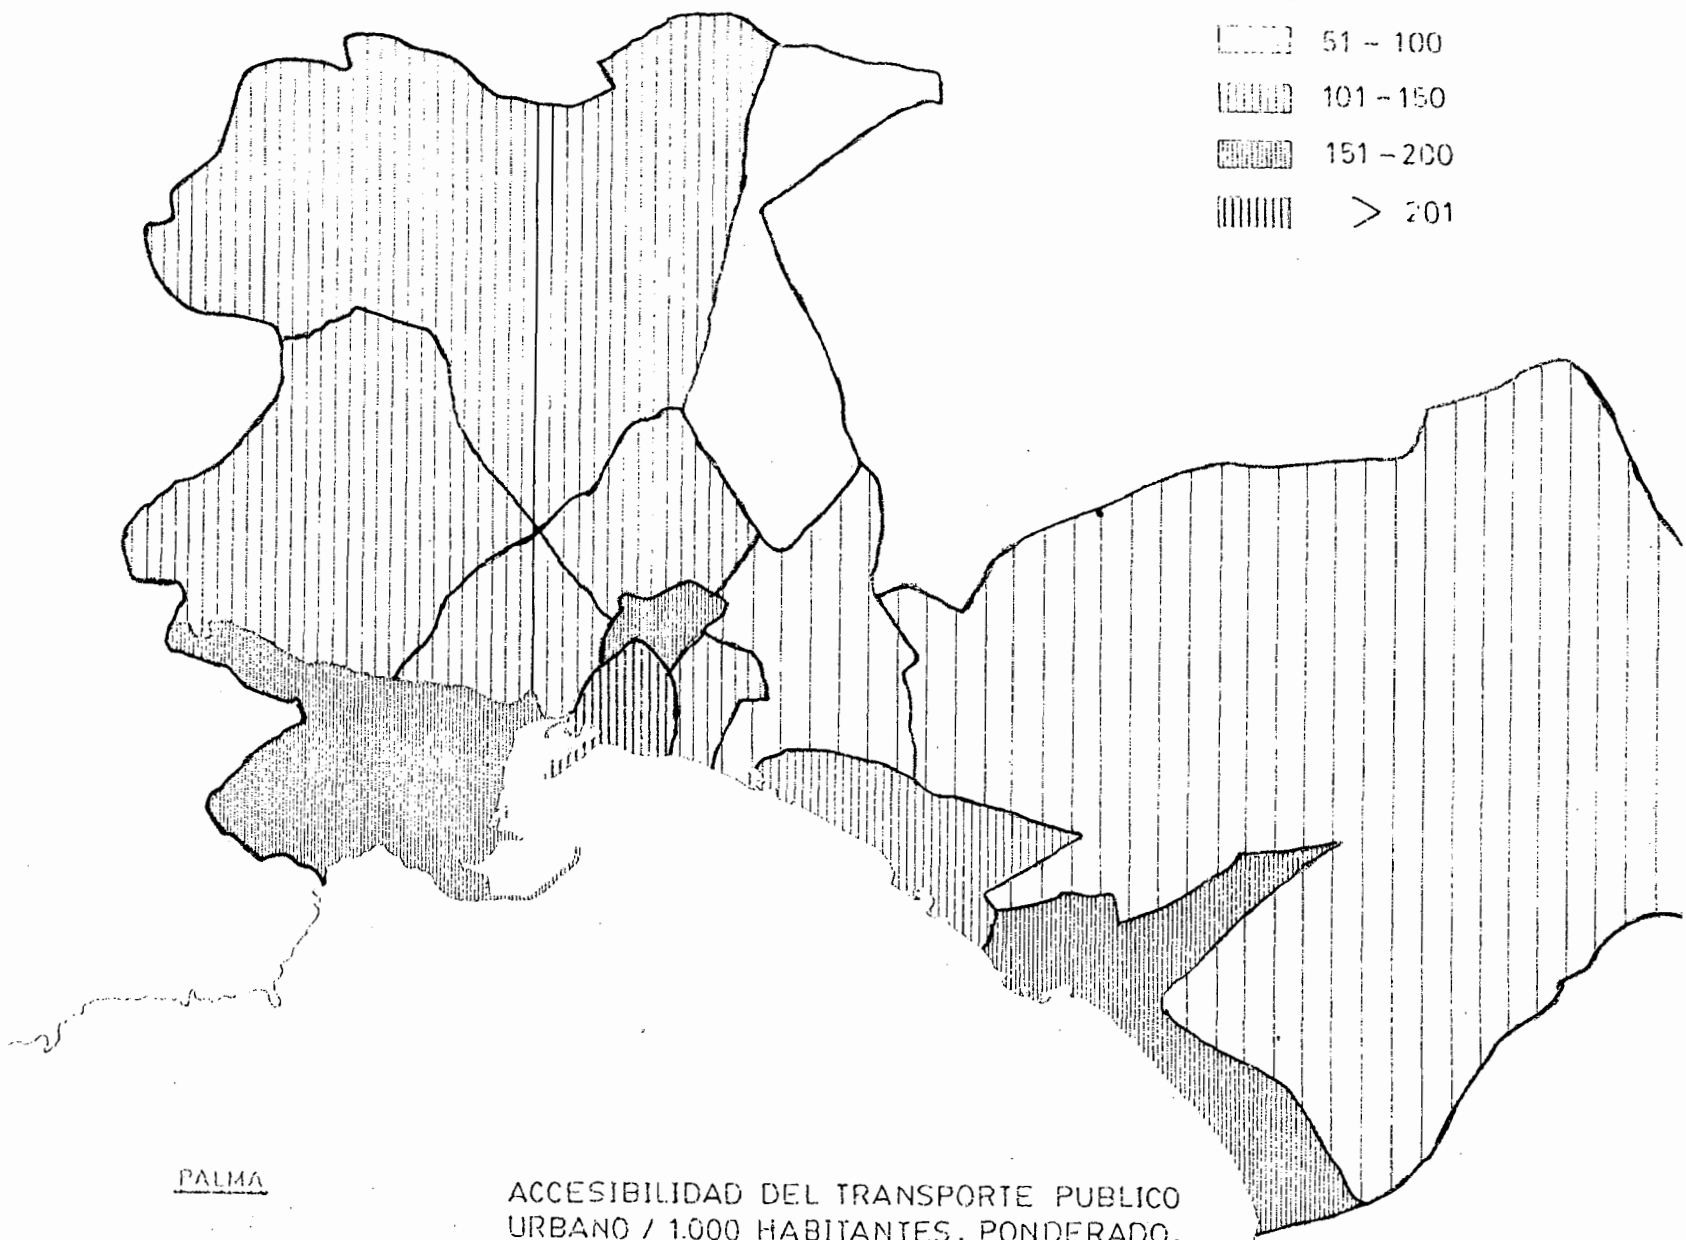 51 - 100
101 - 150
151 - 200
> 201
PALMA
ACCESIBILIDAD DEL TRANSPORTE PUBLICO
URBANO / 1.000 HABITANTES. PONDERADO.